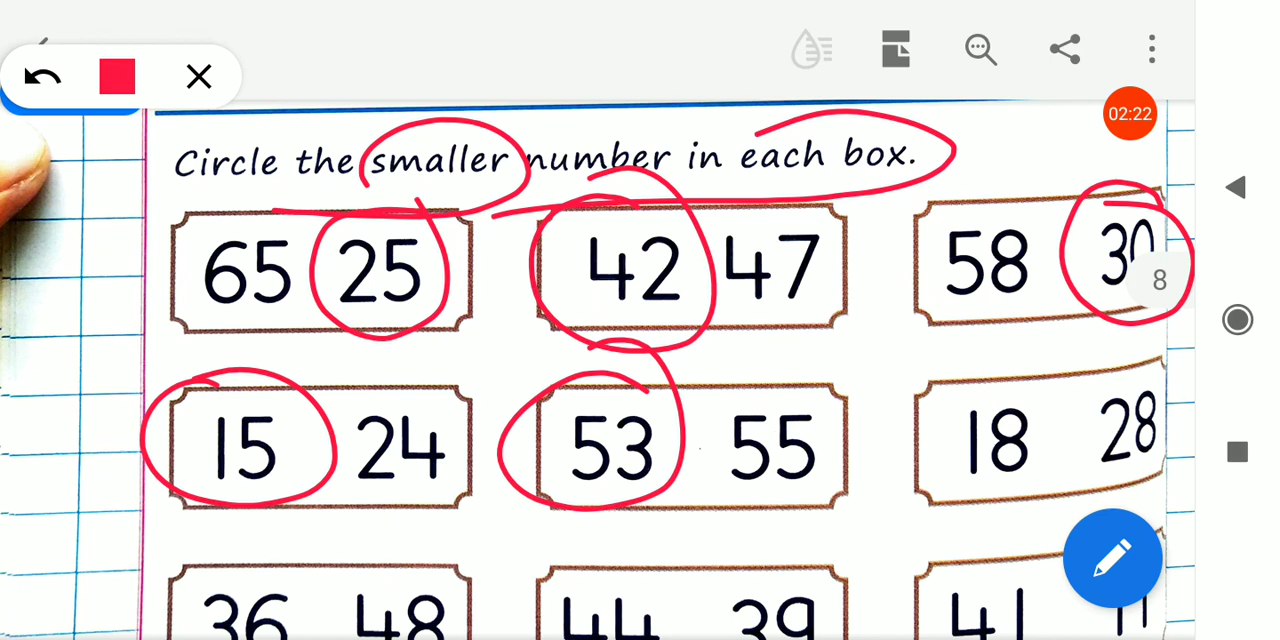 02:22
Circle the smaller number in each box.
65 25 42 47 58 30
8
15 24 53 55 18 28
36 48 44 39 41